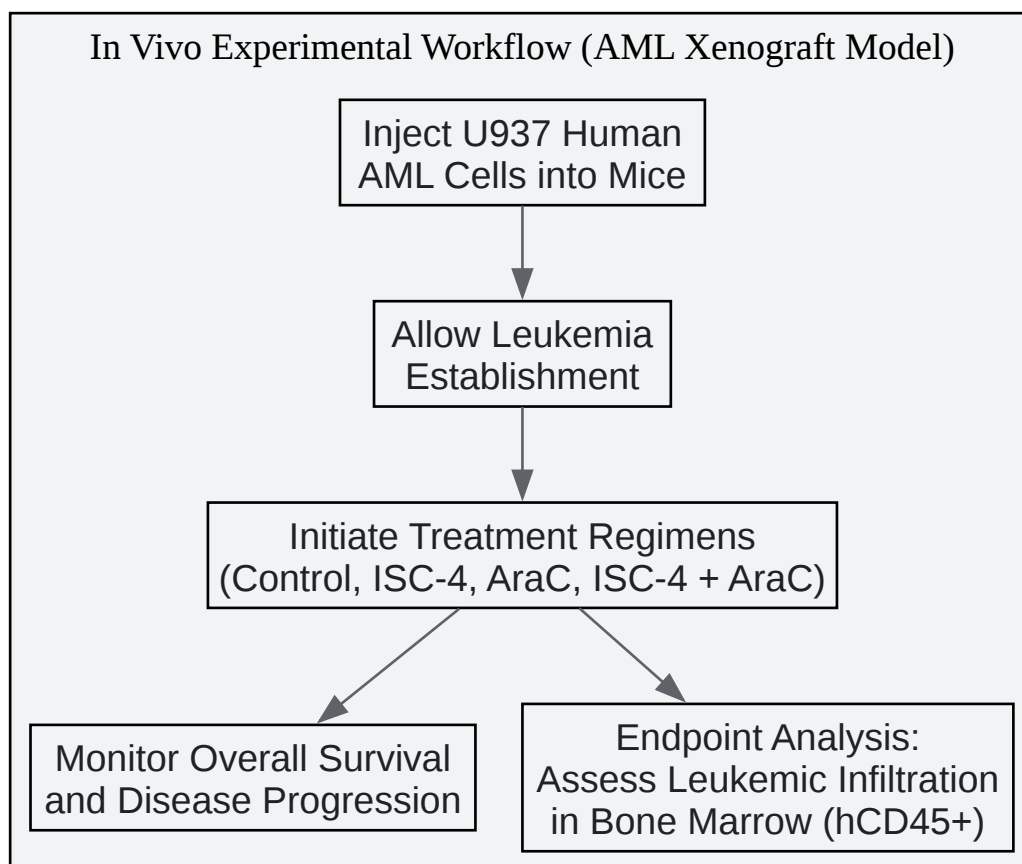 In Vivo Experimental Workflow (AML Xenograft Model)
Inject U937 Human
AML Cells into Mice
Allow Leukemia
Establishment
Initiate Treatment Regimens
(Control, ISC-4, AraC, ISC-4 + AraC)
Monitor Overall Survival
and Disease Progression
Endpoint Analysis:
Assess Leukemic Infiltration
in Bone Marrow (hCD45+)